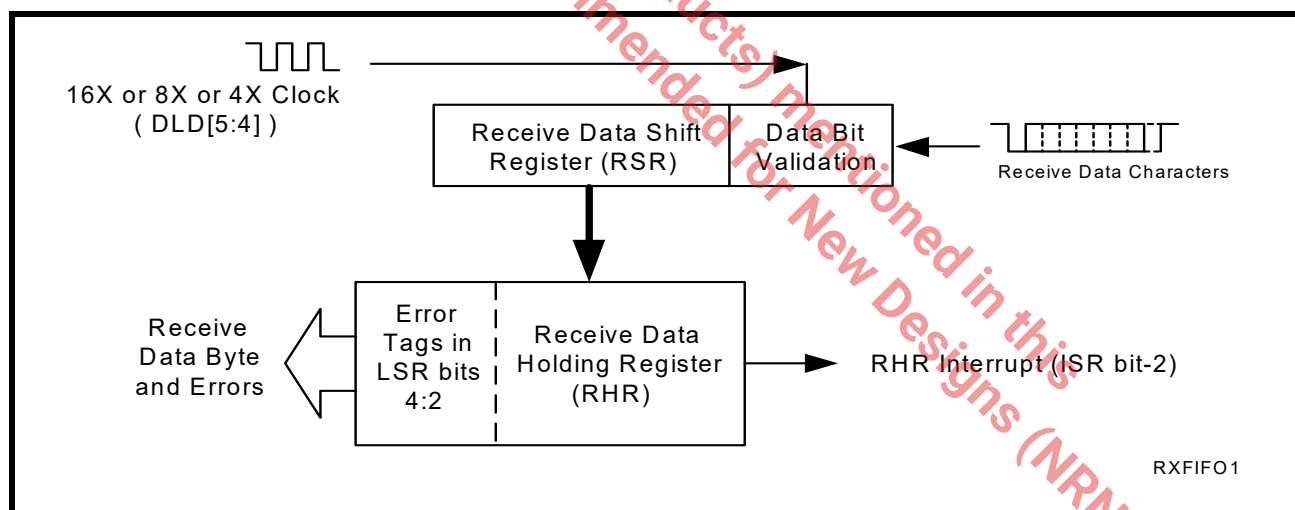 ucts) mentioned in this
mended for New Designs (NRN
16X or 8X or 4X Clock
( DLD[5:4] )
Receive Data Shift
Register (RSR)
Data Bit
Validation
Receive Data Characters
Receive
Data Byte
and Errors
Error
Tags in
LSR bits
4:2
Receive Data
Holding Register
(RHR)
RHR Interrupt (ISR bit-2)
RXFIFO1